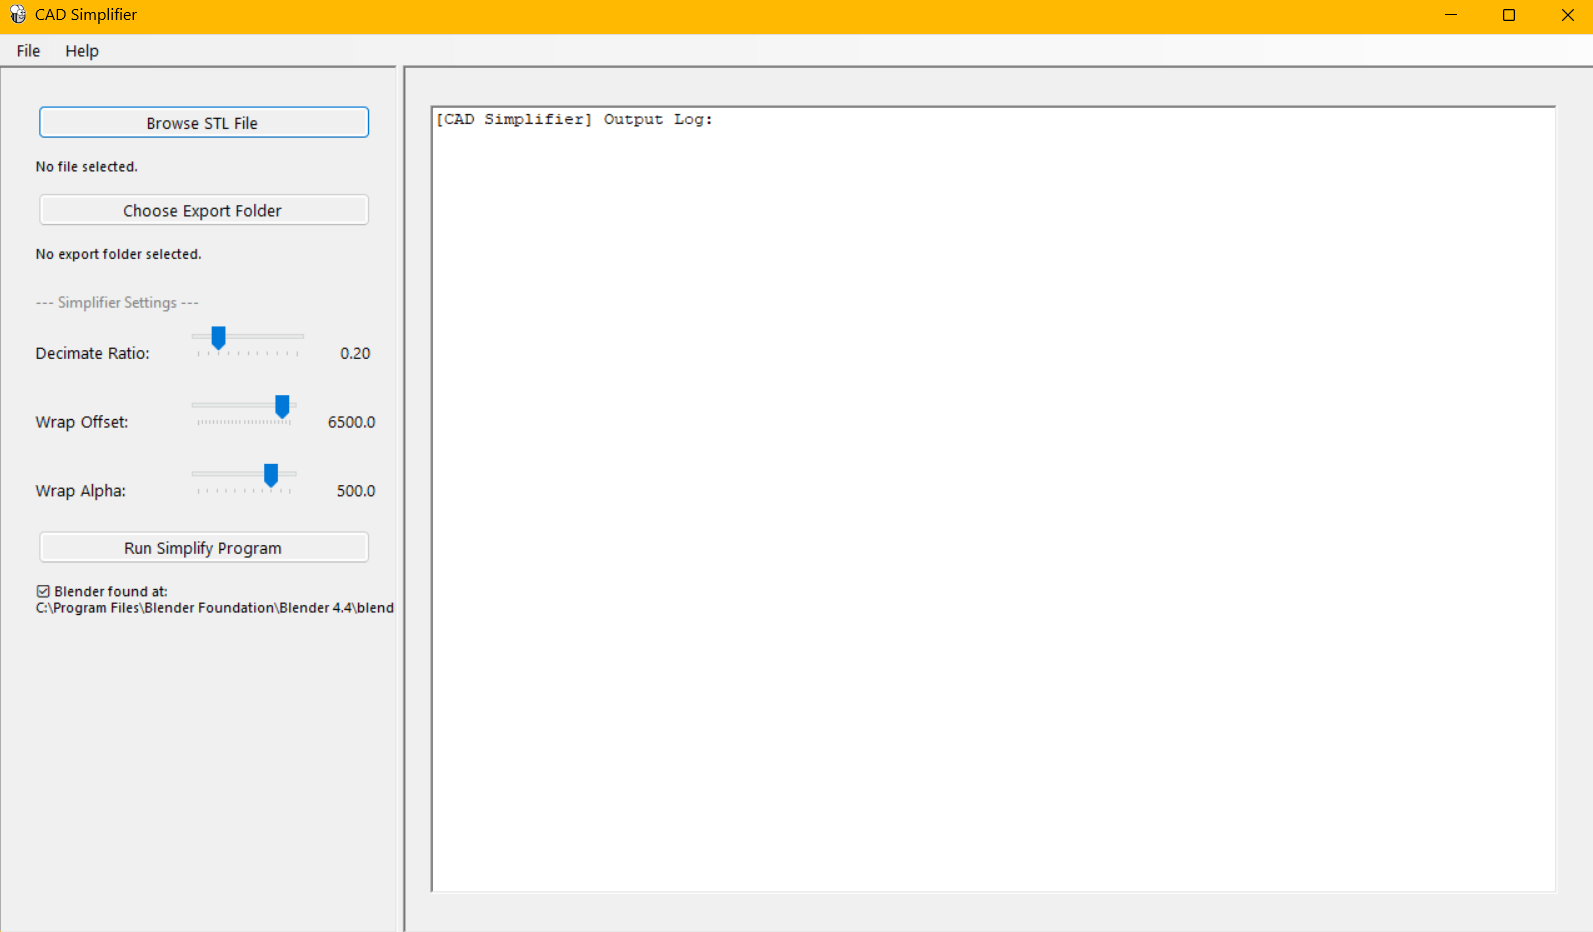 CAD Simplifier
File Help
Browse STL File
No file selected.
Choose Export Folder
No export folder selected.
--- Simplifier Settings ---
Decimate Ratio: 0.20
Wrap Offset: 6500.0
Wrap Alpha: 500.0
Run Simplify Program
Blender found at:
C:\Program Files\Blender Foundation\Blender 4.4\blend
[CAD Simplifier] Output Log: